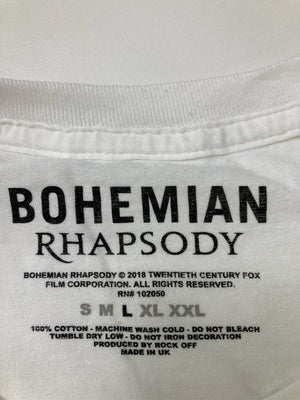 BOHEMIAN
RHAPSODY
BOHEMIAN RHAPSODY © 2018 TWENTIETH CENTURY FOX
FILM CORPORATION. ALL RIGHTS RESERVED.
RN# 102050
S M L XL XXL
100% COTTON - MACHINE WASH COLD - DO NOT BLEACH
TUMBLE DRY LOW - DO NOT IRON DECORATION
PRODUCED BY ROCK OFF
MADE IN UK